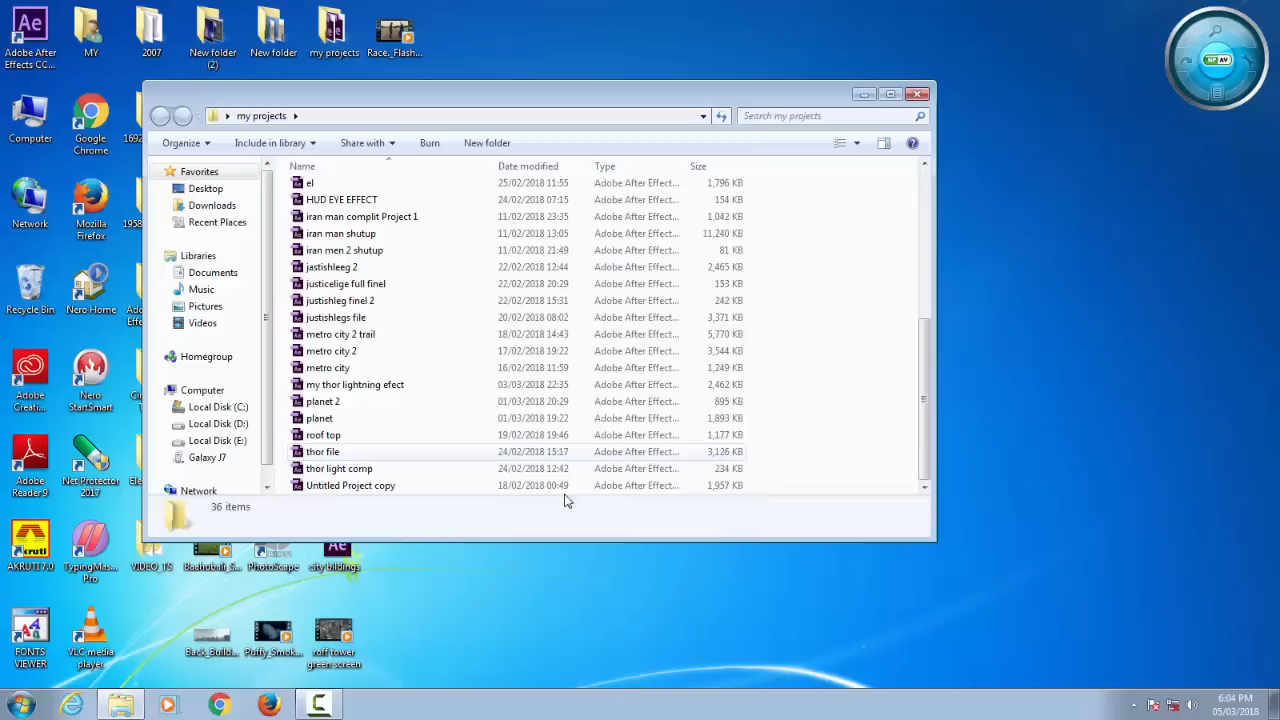 Adobe After
Effects CC...
MY
2007
New folder
(2)
New folder
my projects
Race._Flash...
NP AV
my projects
Search my projects
Organize
Include in library
Share with
Burn
New folder
Name
Date modified
Type
Size
Favorites
Desktop
Downloads
Recent Places
Libraries
Documents
Music
Pictures
Videos
Homegroup
Computer
Local Disk (C:)
Local Disk (D:)
Local Disk (E:)
Galaxy J7
Network
el 25/02/2018 11:55 Adobe After Effect... 1,796 KB
HUD EYE EFFECT 24/02/2018 07:15 Adobe After Effect... 154 KB
iran man complit Project 1 11/02/2018 23:35 Adobe After Effect... 1,042 KB
iran man shutup 11/02/2018 13:05 Adobe After Effect... 11,240 KB
iran men 2 shutup 11/02/2018 21:49 Adobe After Effect... 81 KB
jastishleeg 2 22/02/2018 12:44 Adobe After Effect... 2,465 KB
justicelige full finel 22/02/2018 20:29 Adobe After Effect... 153 KB
justishleg finel 2 22/02/2018 15:31 Adobe After Effect... 242 KB
justishlegs file 20/02/2018 08:02 Adobe After Effect... 3,371 KB
metro city 2 trail 18/02/2018 14:43 Adobe After Effect... 5,770 KB
metro city 2 17/02/2018 19:22 Adobe After Effect... 3,544 KB
metro city 16/02/2018 11:59 Adobe After Effect... 1,249 KB
my thor lightning efect 03/03/2018 22:35 Adobe After Effect... 2,462 KB
planet 2 01/03/2018 20:29 Adobe After Effect... 895 KB
planet 01/03/2018 19:22 Adobe After Effect... 1,893 KB
roof top 19/02/2018 19:46 Adobe After Effect... 1,177 KB
thor file 24/02/2018 15:17 Adobe After Effect... 3,126 KB
thor light comp 24/02/2018 12:42 Adobe After Effect... 234 KB
Untitled Project copy 18/02/2018 00:49 Adobe After Effect... 1,957 KB
36 items
Computer
Google
Chrome
Network
Mozilla
Firefox
Recycle Bin
Nero Home
Adobe
Creati...
Nero
StartSmart
Adobe
Reader 9
Net Protector
2017
AKRUTI7.0
TypingMas...
Pro
VIDEO_TS
Baahubali_S...
PhotoScape
city bildings
FONTS
VIEWER
VLC media
player
Back_Build...
Puffy_Smok...
roff tower
green screen
6:04 PM
05/03/2018